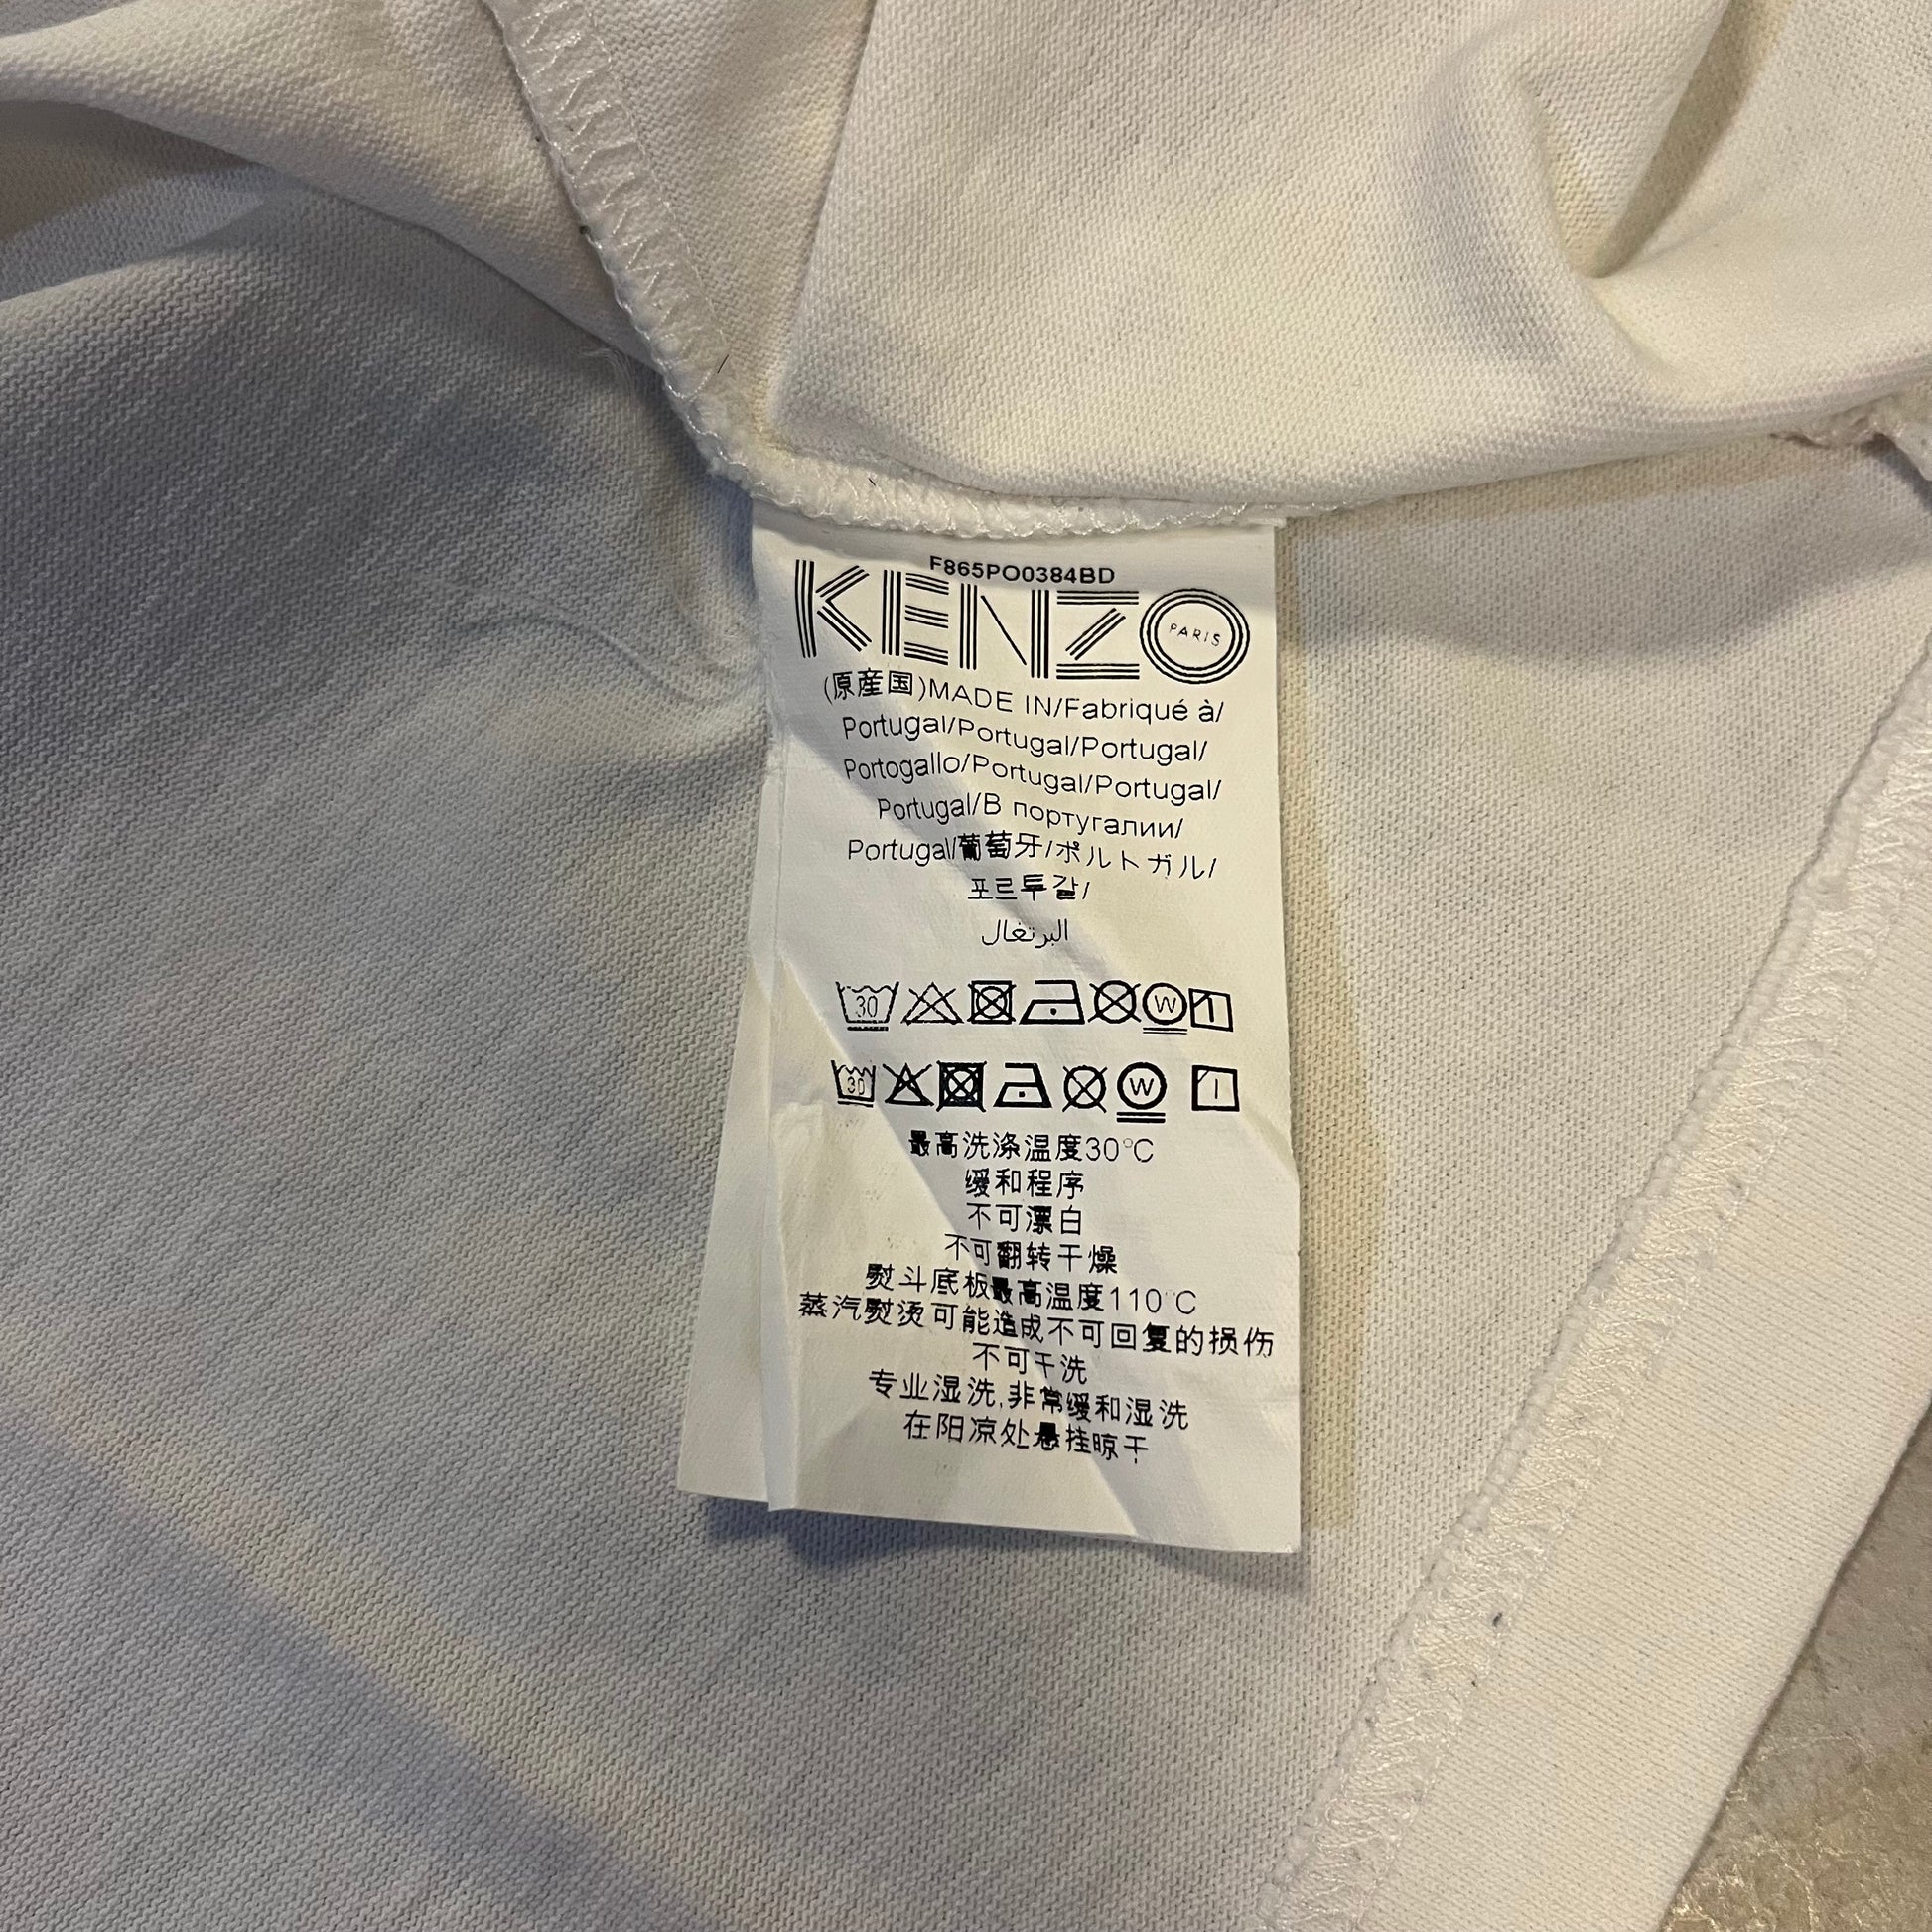 F865PO0384BD
KENZO
PARIS
(原産国)MADE IN/Fabriqué à/
Portugal/Portugal/Portugal/
Portogallo/Portugal/Portugal/
Portugal/В португалии/
Portugal/葡萄牙/ポルトガル/
포르투갈/
البرتغال
30 W
30 W
最高洗涤温度30°C
缓和程序
不可漂白
不可翻转干燥
熨斗底板最高温度110°C
蒸汽熨烫可能造成不可回复的损伤
不可干洗
专业湿洗,非常缓和湿洗
在阳凉处悬挂晾干